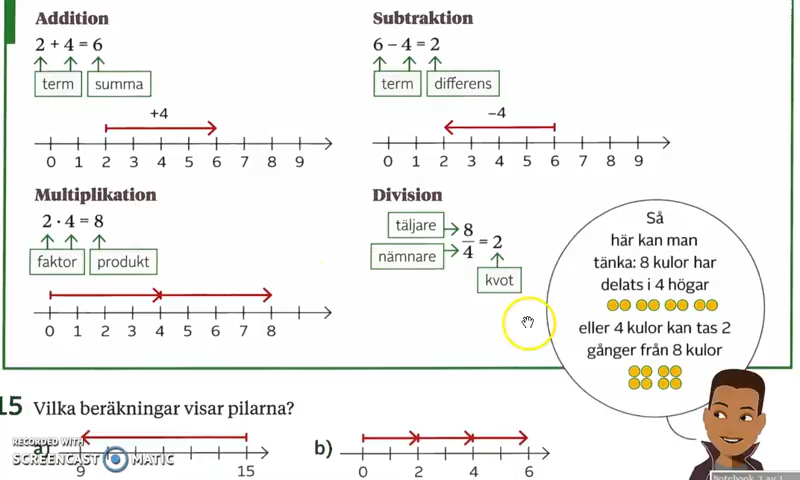 Addition
2 + 4 = 6
term summa
+4
0 1 2 3 4 5 6 7 8 9
Subtraktion
6 – 4 = 2
term differens
–4
0 1 2 3 4 5 6 7 8 9
Multiplikation
2 · 4 = 8
faktor produkt
0 1 2 3 4 5 6 7 8
Division
täljare 8
nämnare 4 = 2
kvot
Så
här kan man
tänka: 8 kulor har
delats i 4 högar
eller 4 kulor kan tas 2
gånger från 8 kulor
15 Vilka beräkningar visar pilarna?
a)
9 15
b)
0 2 4 6
RECORDED WITH
SCREENCAST MATIC
Notebook 1 av 1